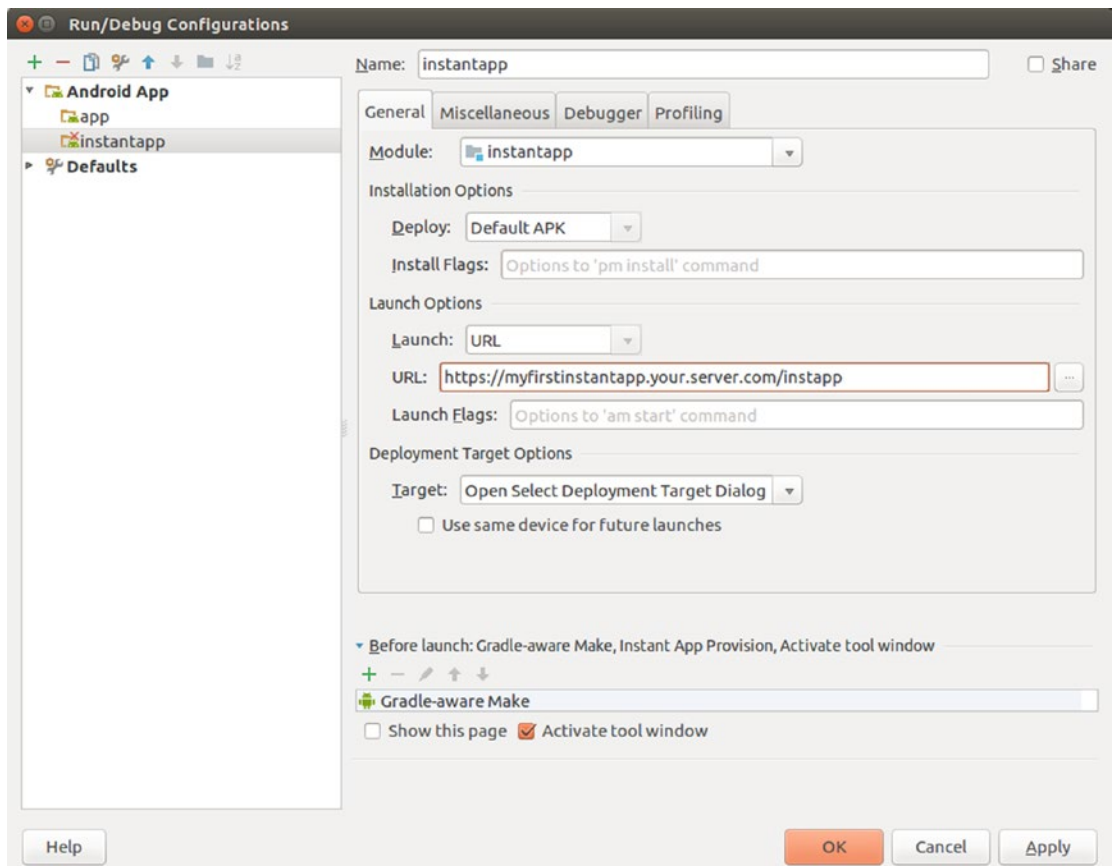 Run/Debug Configurations
Name: instantapp
Share
Android App
app
instantapp
Defaults
General Miscellaneous Debugger Profiling
Module: instantapp
Installation Options
Deploy: Default APK
Install Flags: Options to 'pm install' command
Launch Options
Launch: URL
URL: https://myfirstinstantapp.your.server.com/instapp ...
Launch Flags: Options to 'am start' command
Deployment Target Options
Target: Open Select Deployment Target Dialog
Use same device for future launches
Before launch: Gradle-aware Make, Instant App Provision, Activate tool window
Gradle-aware Make
Show this page Activate tool window
Help OK Cancel Apply